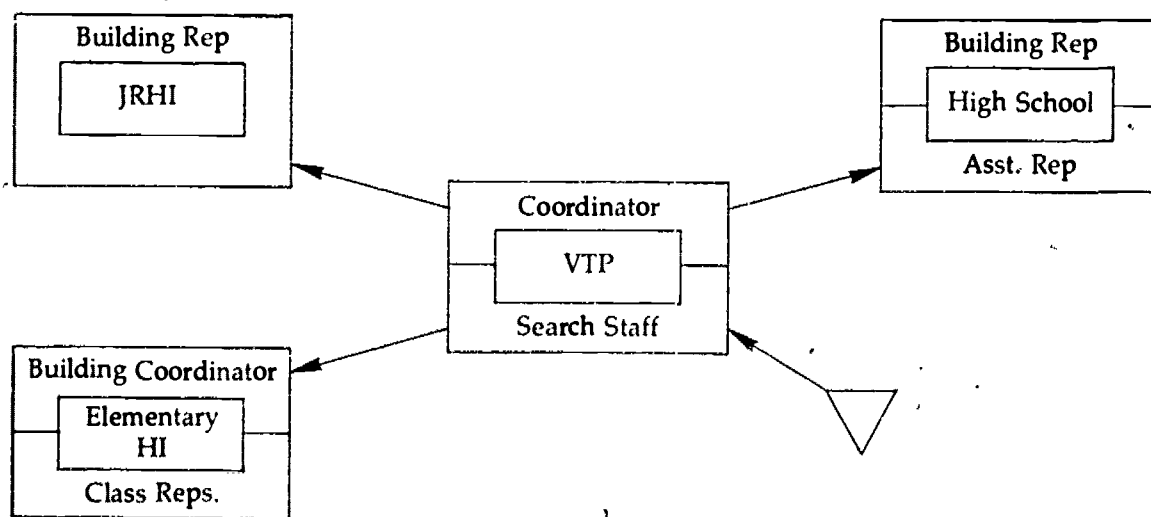 Building Rep
JRHI
Building Rep
High School
Asst. Rep
Coordinator
VTP
Search Staff
Building Coordinator
Elementary
HI
Class Reps.